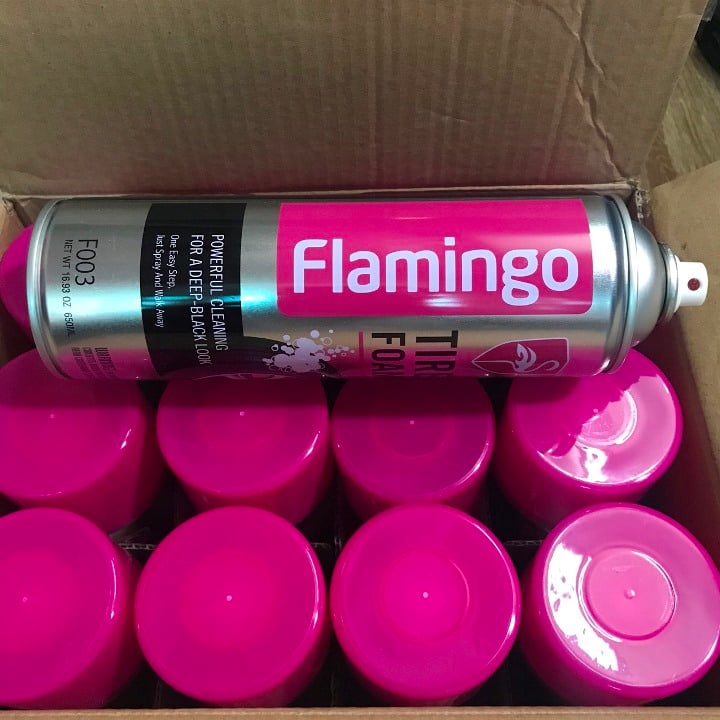 Flamingo
TIRE
FOAM
POWERFUL CLEANING
FOR A DEEP-BLACK LOOK
One Easy Step,
Just Spray And Walk Away
F003
NET WT 16.93 OZ 650ML